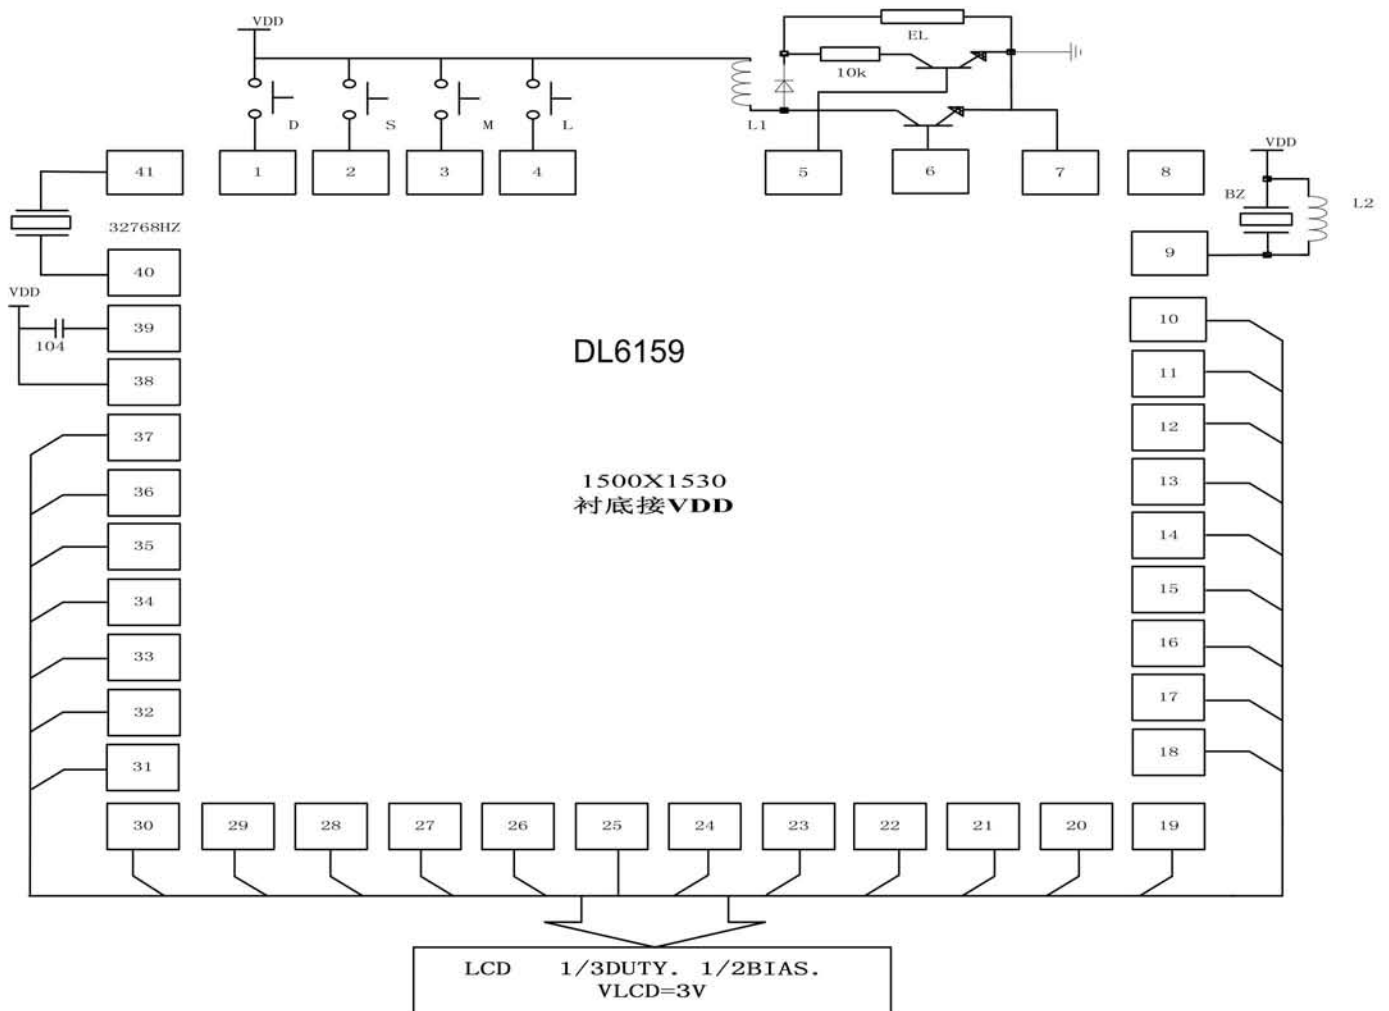 VDD
EL
10k
D S M L L1
41 1 2 3 4 5 6 7 8
VDD
BZ L2
32768HZ
9
40
VDD
39 10
104
DL6159
38 11
37 12
1500X1530
36 13
衬底接VDD
35 14
34 15
33 16
32 17
31 18
30 29 28 27 26 25 24 23 22 21 20 19
LCD 1/3DUTY. 1/2BIAS.
VLCD=3V